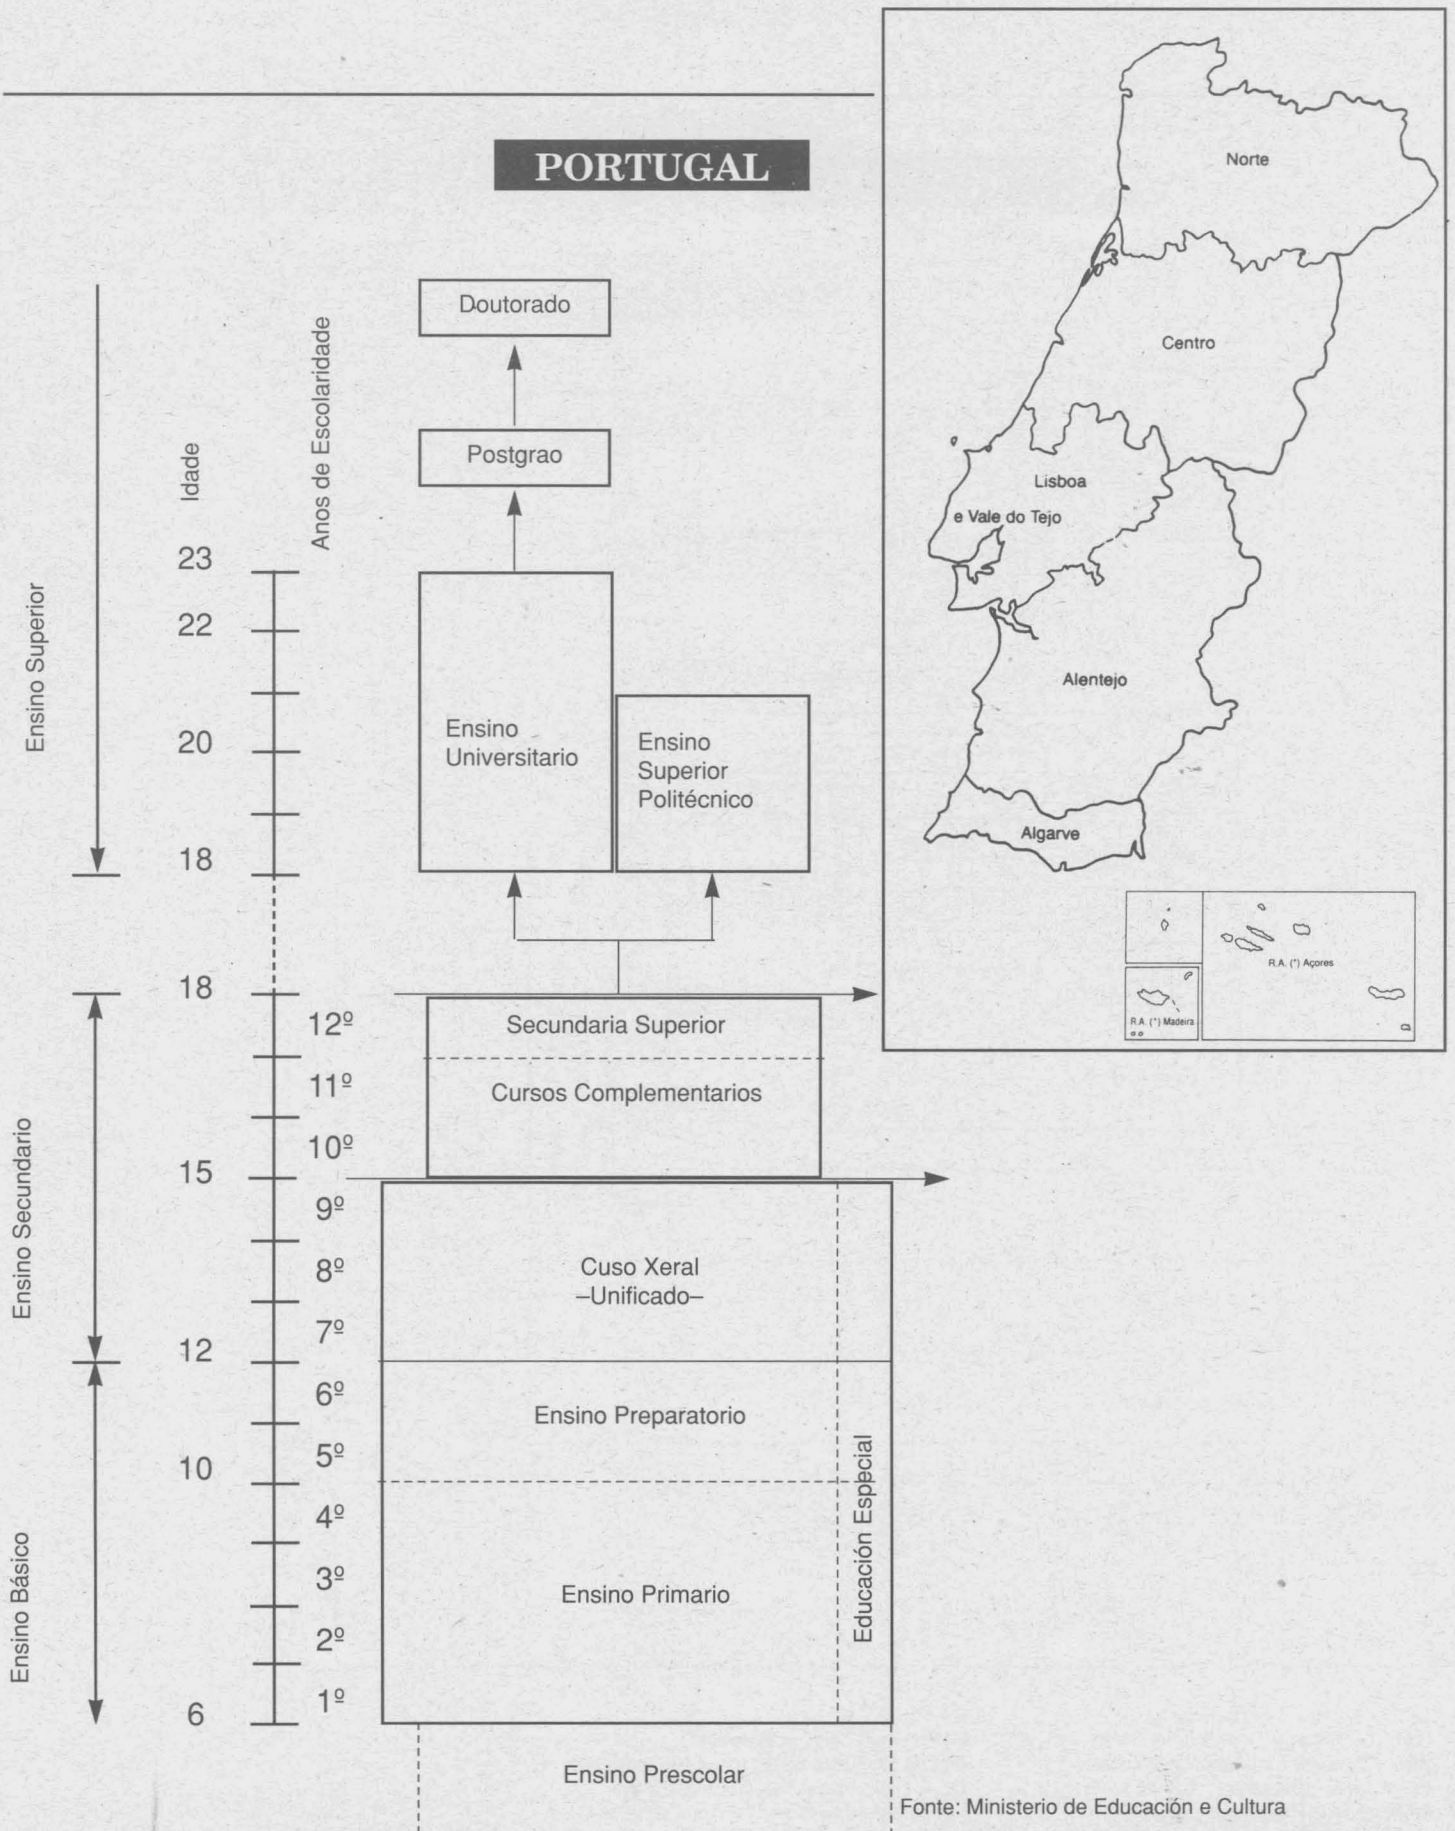 PORTUGAL
Doutorado
Postgrao
Ensino
Universitario
Ensino
Superior
Politécnico
Secundaria Superior
Cursos Complementarios
Cuso Xeral
–Unificado–
Ensino Preparatorio
Ensino Primario
Educación Especial
Ensino Prescolar
Ensino Superior
Ensino Secundario
Ensino Básico
Idade
23
22
20
18
18
15
12
10
6
Anos de Escolaridade
12º
11º
10º
9º
8º
7º
6º
5º
4º
3º
2º
1º
Norte
Centro
Lisboa
e Vale do Tejo
Alentejo
Algarve
R.A. (*) Açores
R.A. (*) Madeira
Fonte: Ministerio de Educación e Cultura